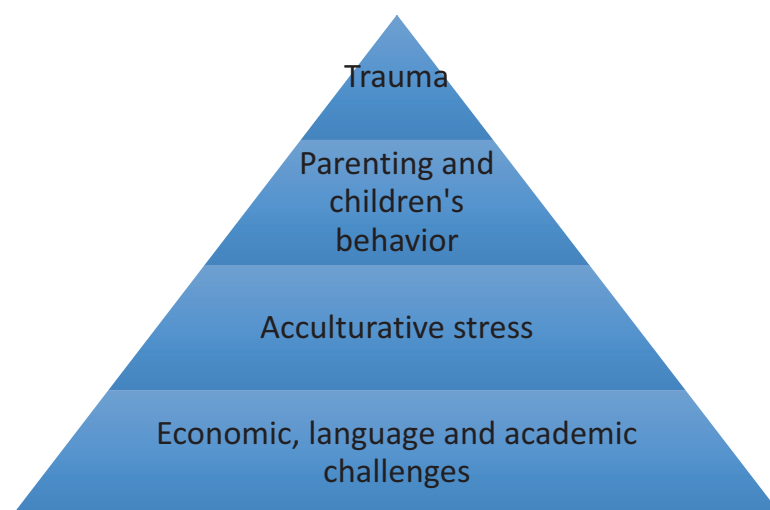 Trauma
Parenting and
children's
behavior
Acculturative stress
Economic, language and academic
challenges